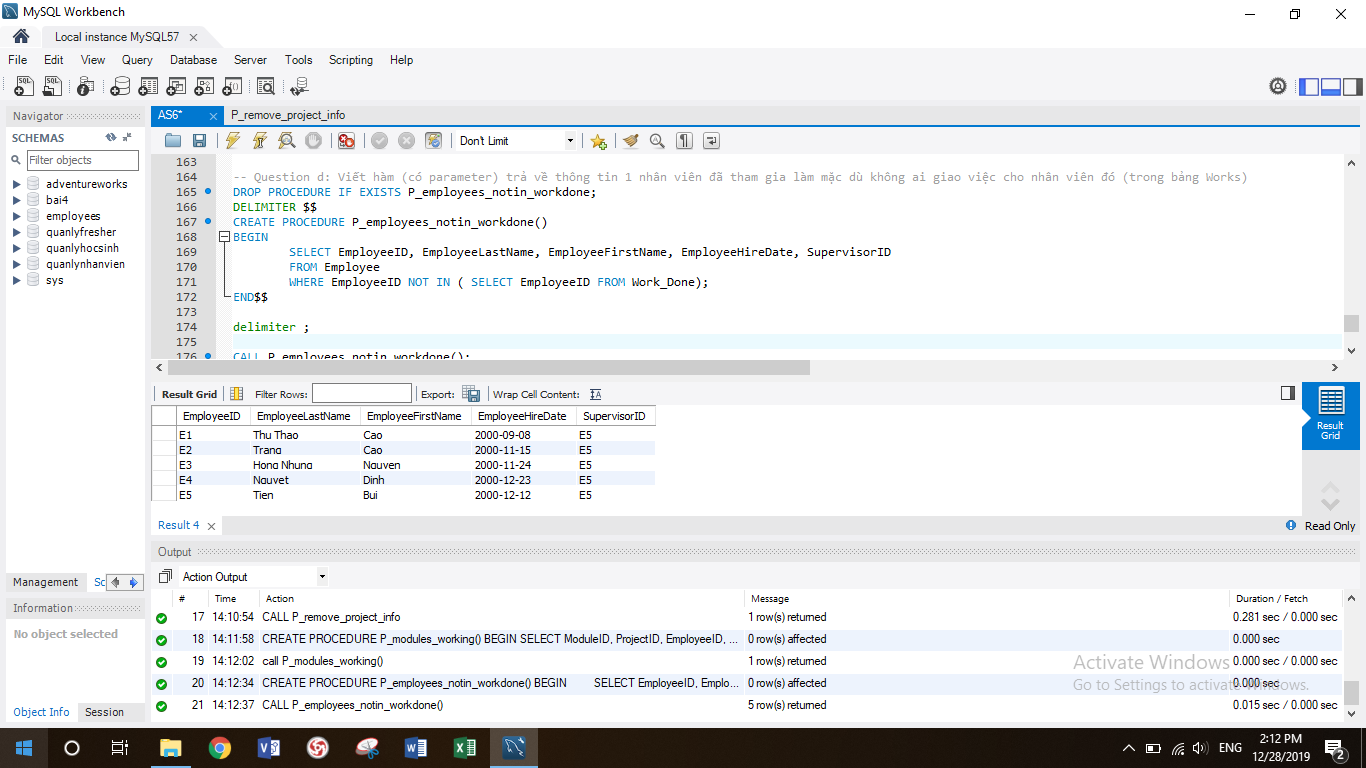 MySQL Workbench
Local instance MySQL57
File Edit View Query Database Server Tools Scripting Help
Navigator
SCHEMAS
Filter objects
adventureworks
bai4
employees
quanlyfresher
quanlyhocsinh
quanlynhanvien
sys
Management Sc
Information
No object selected
Object Info Session
AS6* P_remove_project_info
Don't Limit
163
164 -- Question d: Viết hàm (có parameter) trả về thông tin 1 nhân viên đã tham gia làm mặc dù không ai giao việc cho nhân viên đó (trong bảng Works)
165 DROP PROCEDURE IF EXISTS P_employees_notin_workdone;
166 DELIMITER $$
167 CREATE PROCEDURE P_employees_notin_workdone()
168 BEGIN
169 SELECT EmployeeID, EmployeeLastName, EmployeeFirstName, EmployeeHireDate, SupervisorID
170 FROM Employee
171 WHERE EmployeeID NOT IN ( SELECT EmployeeID FROM Work_Done);
172 END$$
173
174 delimiter ;
175
176 CALL P_employees_notin_workdone();
Result Grid Filter Rows: Export: Wrap Cell Content:
EmployeeID EmployeeLastName EmployeeFirstName EmployeeHireDate SupervisorID
E1 Thu Thao Cao 2000-09-08 E5
E2 Trang Cao 2000-11-15 E5
E3 Hong Nhung Nguyen 2000-11-24 E5
E4 Nguyet Dinh 2000-12-23 E5
E5 Tien Bui 2000-12-12 E5
Result Grid
Result 4
Read Only
Output
Action Output
# Time Action Message Duration / Fetch
17 14:10:54 CALL P_remove_project_info 1 row(s) returned 0.281 sec / 0.000 sec
18 14:11:58 CREATE PROCEDURE P_modules_working() BEGIN SELECT ModuleID, ProjectID, EmployeeID, ... 0 row(s) affected 0.000 sec
19 14:12:02 call P_modules_working() 1 row(s) returned 0.000 sec / 0.000 sec
20 14:12:34 CREATE PROCEDURE P_employees_notin_workdone() BEGIN SELECT EmployeeID, Emplo... 0 row(s) affected 0.000 sec
21 14:12:37 CALL P_employees_notin_workdone() 5 row(s) returned 0.015 sec / 0.000 sec
Activate Windows
Go to Settings to activate Windows.
ENG
2:12 PM
12/28/2019
2